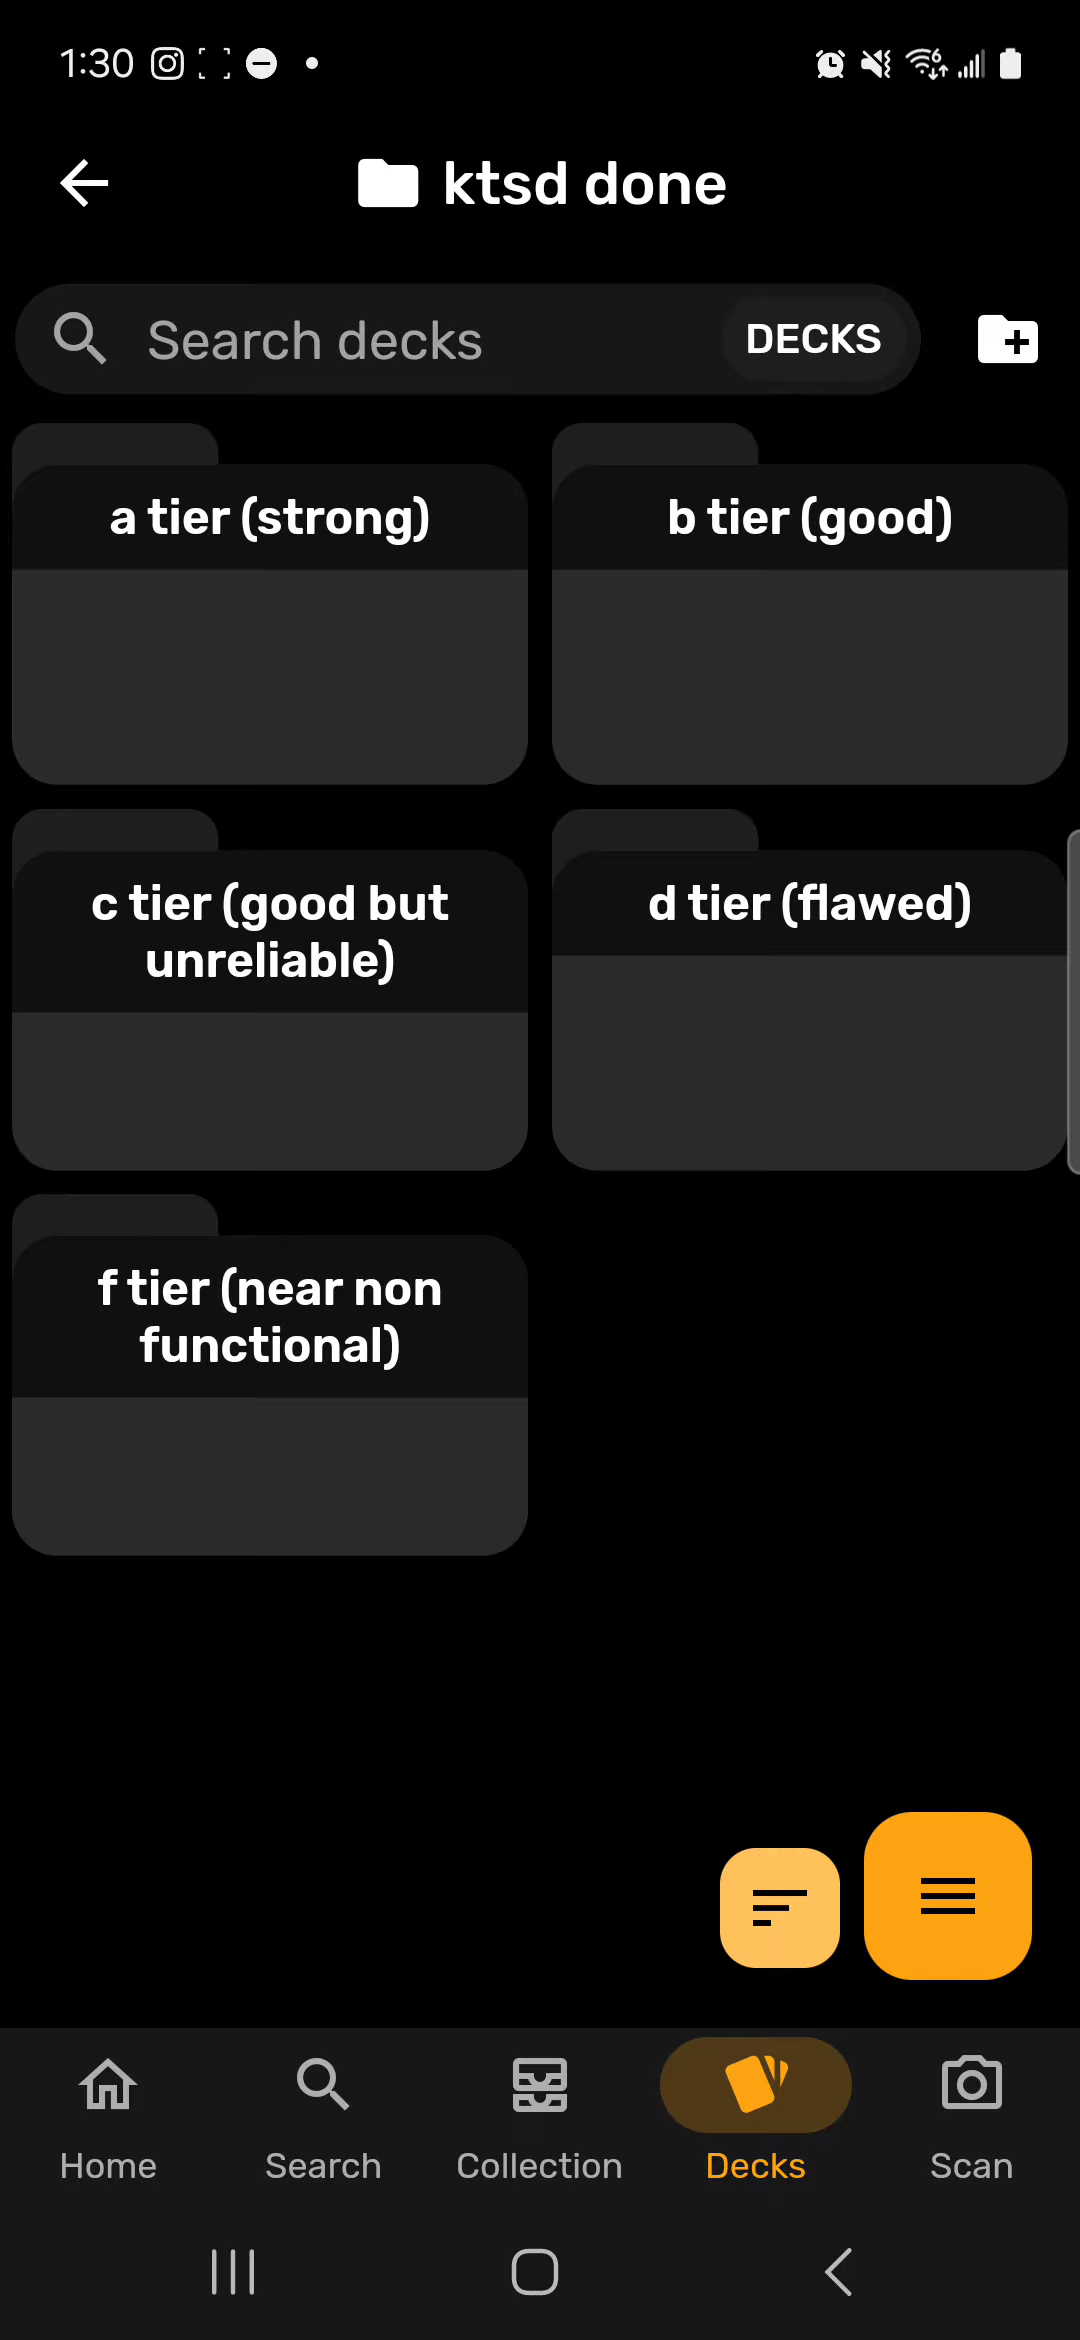 1:30
ktsd done
Search decks
DECKS
a tier (strong)
b tier (good)
c tier (good but
unreliable)
d tier (flawed)
f tier (near non
functional)
Home
Search
Collection
Decks
Scan